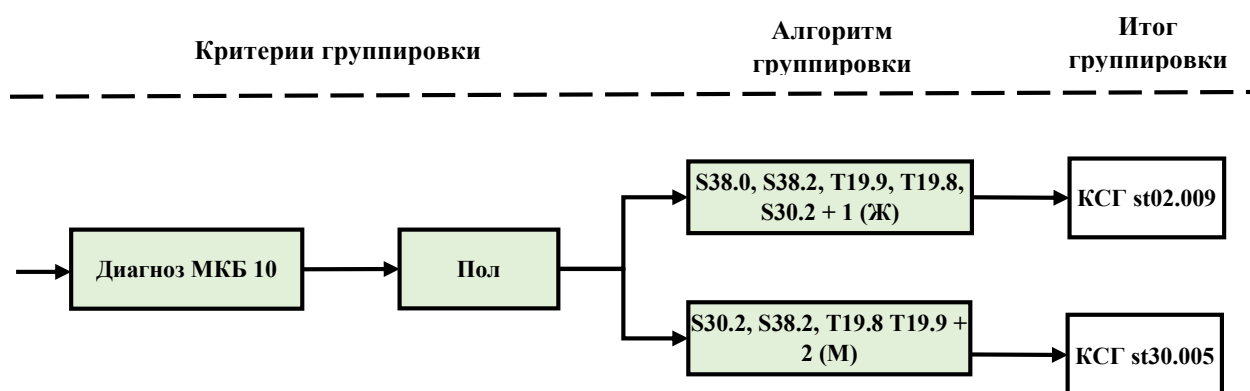 Критерии группировки
Алгоритм
группировки
Итог
группировки
Диагноз МКБ 10
Пол
S38.0, S38.2, T19.9, T19.8,
S30.2 + 1 (Ж)
КСГ st02.009
S30.2, S38.2, T19.8 T19.9 +
2 (М)
КСГ st30.005